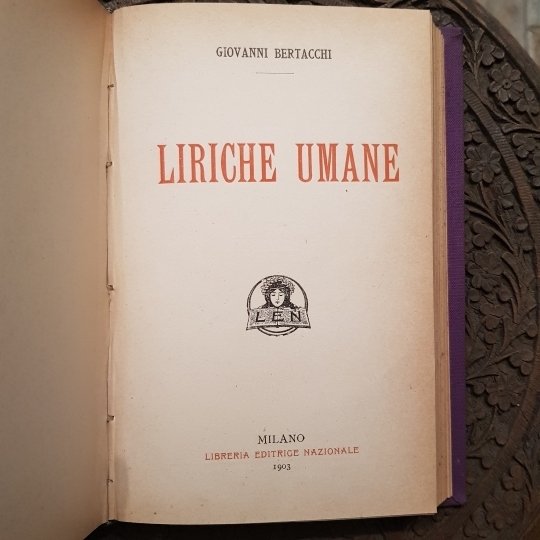 GIOVANNI BERTACCHI
LIRICHE UMANE
LEN
MILANO
LIBRERIA EDITRICE NAZIONALE
1903